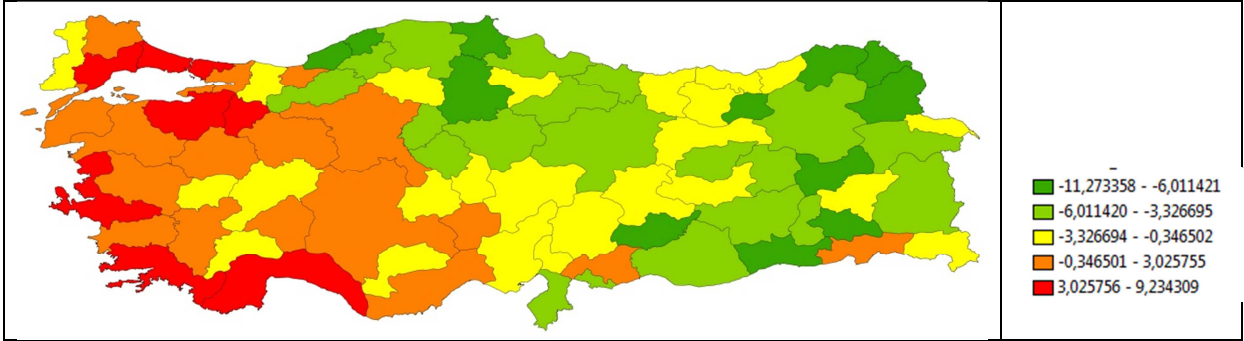 -11,273358 - -6,011421
-6,011420 - -3,326695
-3,326694 - -0,346502
-0,346501 - 3,025755
3,025756 - 9,234309